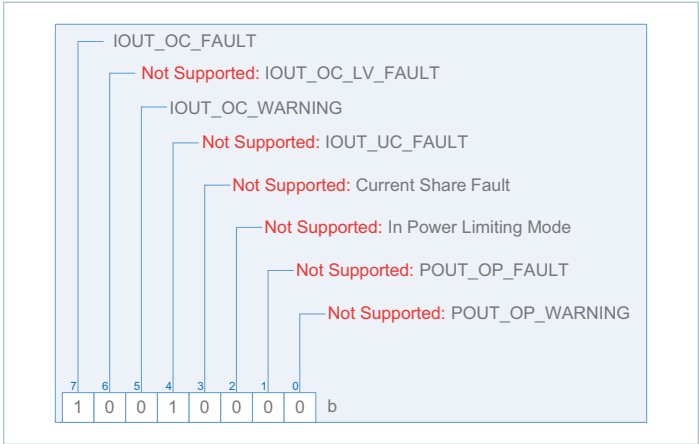 IOUT_OC_FAULT
Not Supported: IOUT_OC_LV_FAULT
IOUT_OC_WARNING
Not Supported: IOUT_UC_FAULT
Not Supported: Current Share Fault
Not Supported: In Power Limiting Mode
Not Supported: POUT_OP_FAULT
Not Supported: POUT_OP_WARNING
7 6 5 4 3 2 1 0
1 0 0 1 0 0 0 0 b